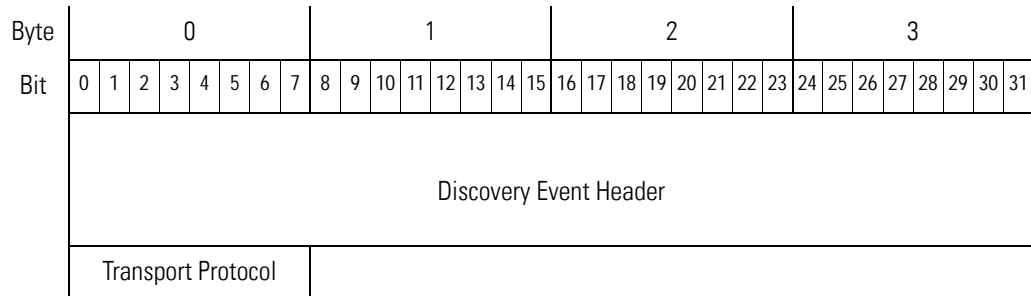 Byte 0 1 2 3
Bit 0 1 2 3 4 5 6 7 8 9 10 11 12 13 14 15 16 17 18 19 20 21 22 23 24 25 26 27 28 29 30 31
Discovery Event Header
Transport Protocol